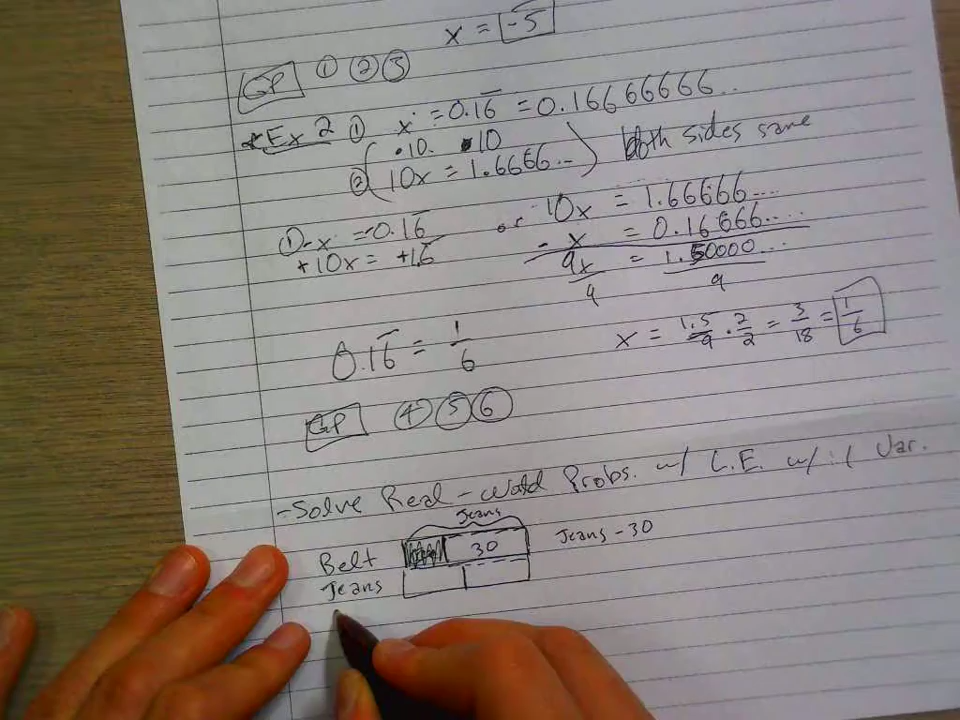 x = -5
GP ① ② ③
*Ex 2 ① x = 0.16̅ = 0.1666666666..
·10 ·10
② ( 10x = 1.6666... ) both sides same
① -x = -0.16̅
+10x = +1.6̅
or 10x = 1.66666....
- x = 0.16666....
9x = 1.50000...
9 9
x = 1.5/9 · 2/2 = 3/18 = 1/6
0.16̅ = 1/6
GP ④ ⑤ ⑥
-Solve Real-World Probs. w/ L.E. w/ 1 Var.
Jeans
Belt 30 Jeans - 30
Jeans